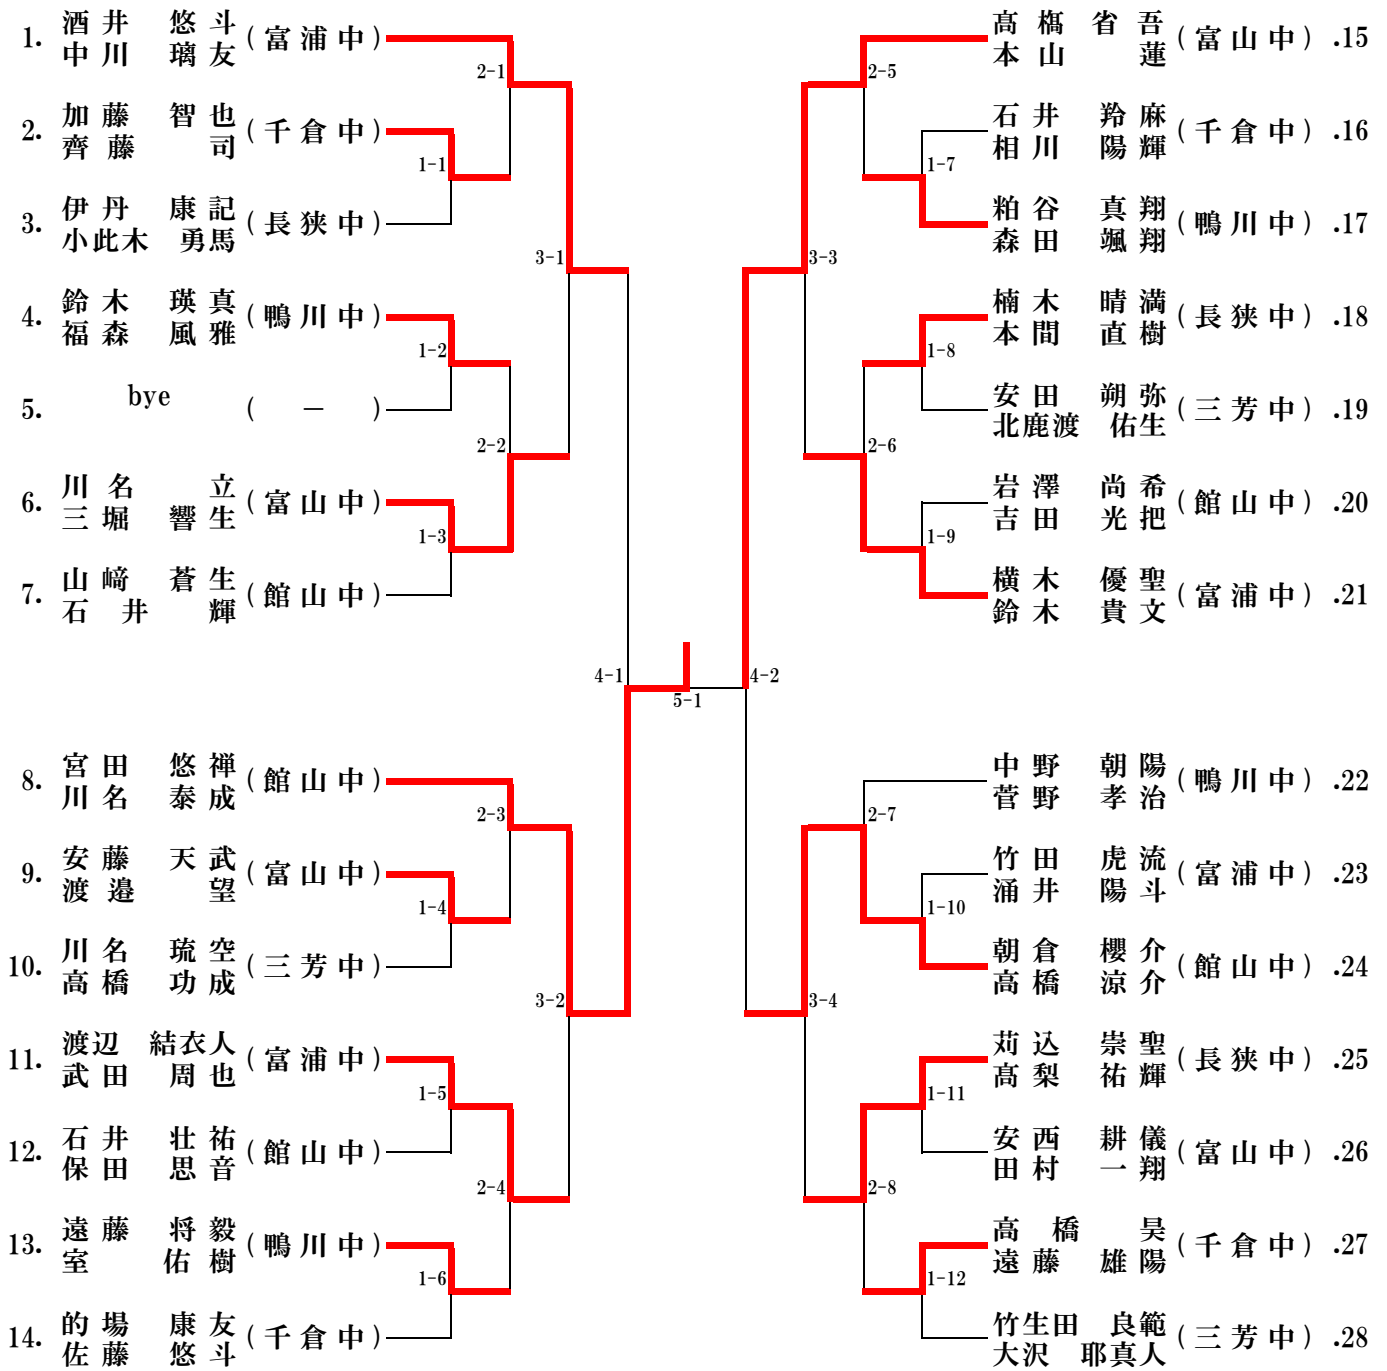 1. 酒井 悠斗 (富浦中)
中川 璃友
2. 加藤 智也 (千倉中)
齊藤 司
1-1
2-1
3. 伊丹 康記 (長狭中)
小此木 勇馬
3-1
4. 鈴木 瑛真 (鴨川中)
福森 風雅
1-2
5. bye ( － )
2-2
6. 川名 立 (富山中)
三堀 響生
1-3
7. 山﨑 蒼生 (館山中)
石井 輝
4-1
5-1
8. 宮田 悠禅 (館山中)
川名 泰成
2-3
9. 安藤 天武 (富山中)
渡邉 望
1-4
10. 川名 琉空 (三芳中)
高橋 功成
3-2
11. 渡辺 結衣人 (富浦中)
武田 周也
1-5
12. 石井 壮祐 (館山中)
保田 思音
2-4
13. 遠藤 将毅 (鴨川中)
室 佑樹
1-6
14. 的場 康友 (千倉中)
佐藤 悠斗
髙橋 省吾 (富山中) .15
本山 蓮
2-5
石井 羚麻 (千倉中) .16
相川 陽輝
1-7
粕谷 真翔 (鴨川中) .17
森田 颯翔
3-3
楠木 晴満 (長狭中) .18
本間 直樹
1-8
安田 朔弥 (三芳中) .19
北鹿渡 佑生
2-6
岩澤 尚希 (館山中) .20
吉田 光把
1-9
横木 優聖 (富浦中) .21
鈴木 貴文
4-2
中野 朝陽 (鴨川中) .22
菅野 孝治
2-7
竹田 虎流 (富浦中) .23
涌井 陽斗
1-10
朝倉 櫻介 (館山中) .24
高橋 涼介
3-4
苅込 崇聖 (長狭中) .25
髙梨 祐輝
1-11
安西 耕儀 (富山中) .26
田村 一翔
2-8
高橋 昊 (千倉中) .27
遠藤 雄陽
1-12
竹生田 良範 (三芳中) .28
大沢 耶真人